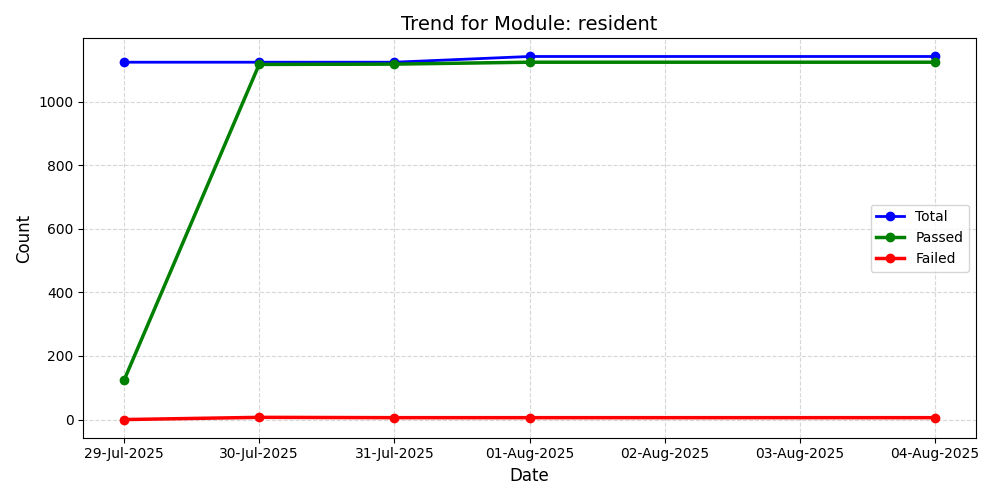 Trend for Module: resident
Count
1000
800
600
400
200
0
Total
Passed
Failed
29-Jul-2025 30-Jul-2025 31-Jul-2025 01-Aug-2025 02-Aug-2025 03-Aug-2025 04-Aug-2025
Date